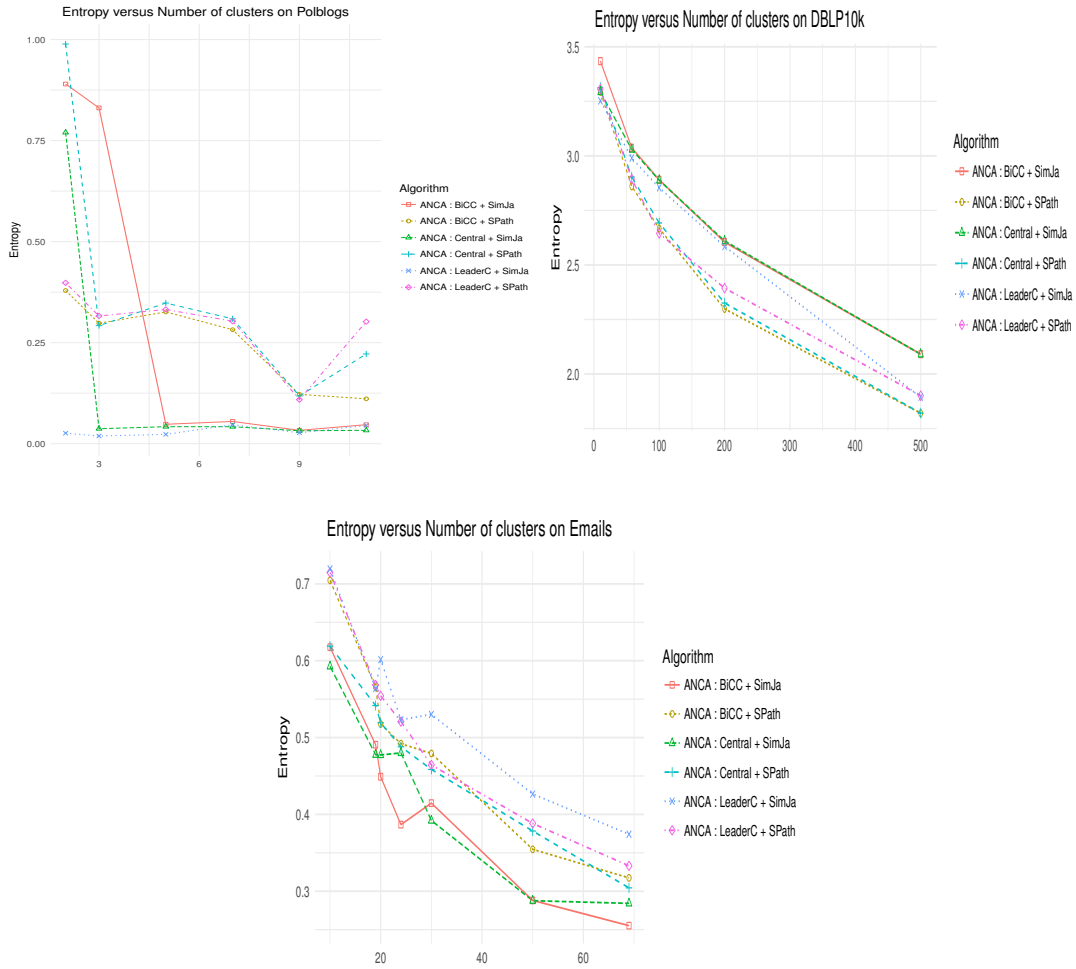 Entropy versus Number of clusters on Polblogs
1.00
0.75
0.50
0.25
0.00
Entropy
3
6
9
Algorithm
ANCA : BiCC + SimJa
ANCA : BiCC + SPath
ANCA : Central + SimJa
ANCA : Central + SPath
ANCA : LeaderC + SimJa
ANCA : LeaderC + SPath
Entropy versus Number of clusters on DBLP10k
3.5
3.0
2.5
2.0
Entropy
0
100
200
300
400
500
Algorithm
ANCA : BiCC + SimJa
ANCA : BiCC + SPath
ANCA : Central + SimJa
ANCA : Central + SPath
ANCA : LeaderC + SimJa
ANCA : LeaderC + SPath
Entropy versus Number of clusters on Emails
0.7
0.6
0.5
0.4
0.3
Entropy
20
40
60
Algorithm
ANCA : BiCC + SimJa
ANCA : BiCC + SPath
ANCA : Central + SimJa
ANCA : Central + SPath
ANCA : LeaderC + SimJa
ANCA : LeaderC + SPath